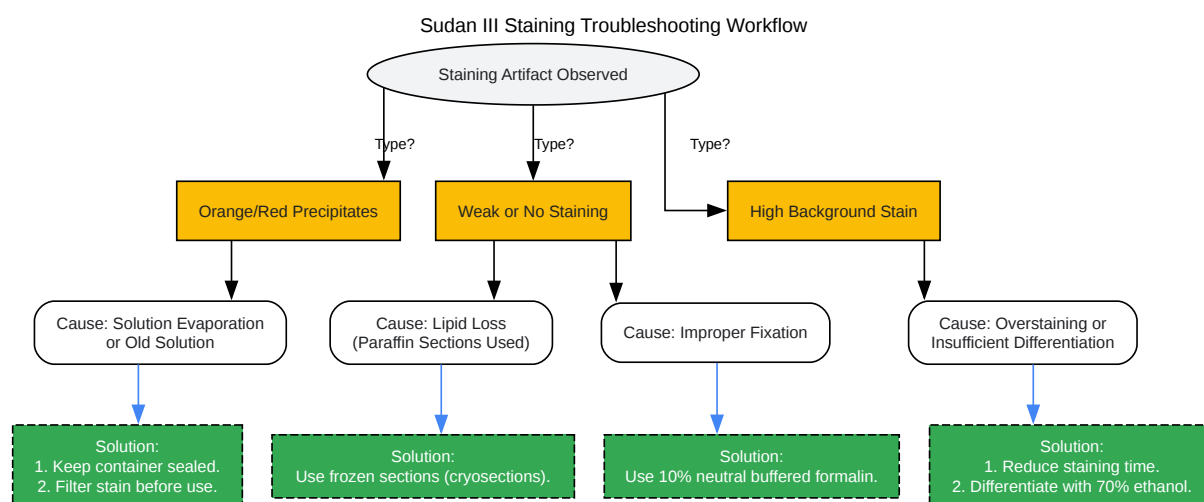 Sudan III Staining Troubleshooting Workflow
Staining Artifact Observed
Type?
Type?
Type?
Orange/Red Precipitates
Weak or No Staining
High Background Stain
Cause: Solution Evaporation
or Old Solution
Cause: Lipid Loss
(Paraffin Sections Used)
Cause: Improper Fixation
Cause: Overstaining or
Insufficient Differentiation
Solution:
1. Keep container sealed.
2. Filter stain before use.
Solution:
Use frozen sections (cryosections).
Solution:
Use 10% neutral buffered formalin.
Solution:
1. Reduce staining time.
2. Differentiate with 70% ethanol.